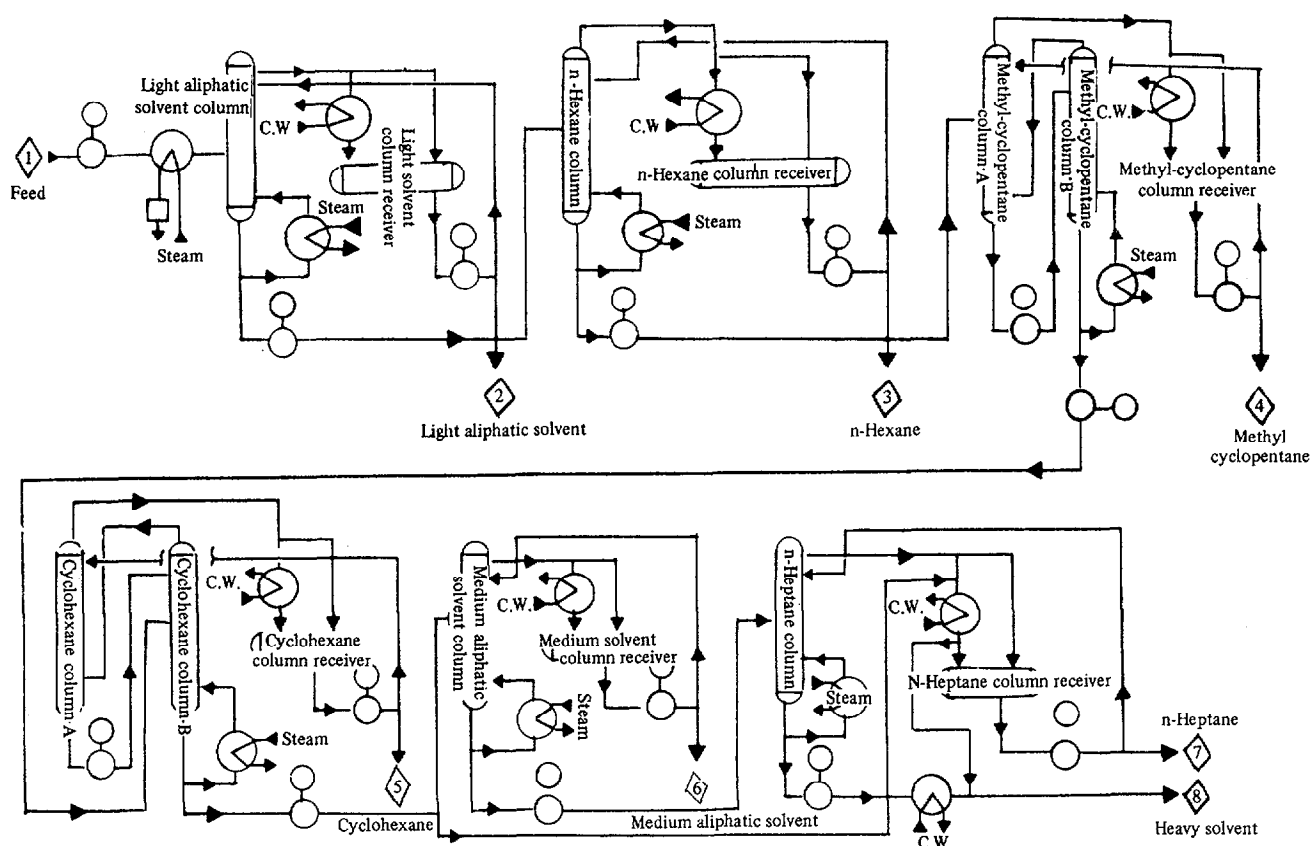 Light aliphatic
solvent column
1
Feed
Steam
C.W
Light solvent
column receiver
Steam
2
Light aliphatic solvent
n-Hexane column
C.W
n-Hexane column receiver
Steam
3
n-Hexane
Methyl-cyclopentane
column·A
Methyl-cyclopentane
column·B
C.W.
Methyl-cyclopentane
column receiver
Steam
4
Methyl
cyclopentane
Cyclohexane column·A
Cyclohexane column·B
C.W.
Cyclohexane
column receiver
Steam
5
Cyclohexane
Medium aliphatic
solvent column
C.W.
Medium solvent
column receiver
Steam
6
Medium aliphatic solvent
n-Heptane column
C.W.
N-Heptane column receiver
Steam
n-Heptane
7
8
Heavy solvent
C.W